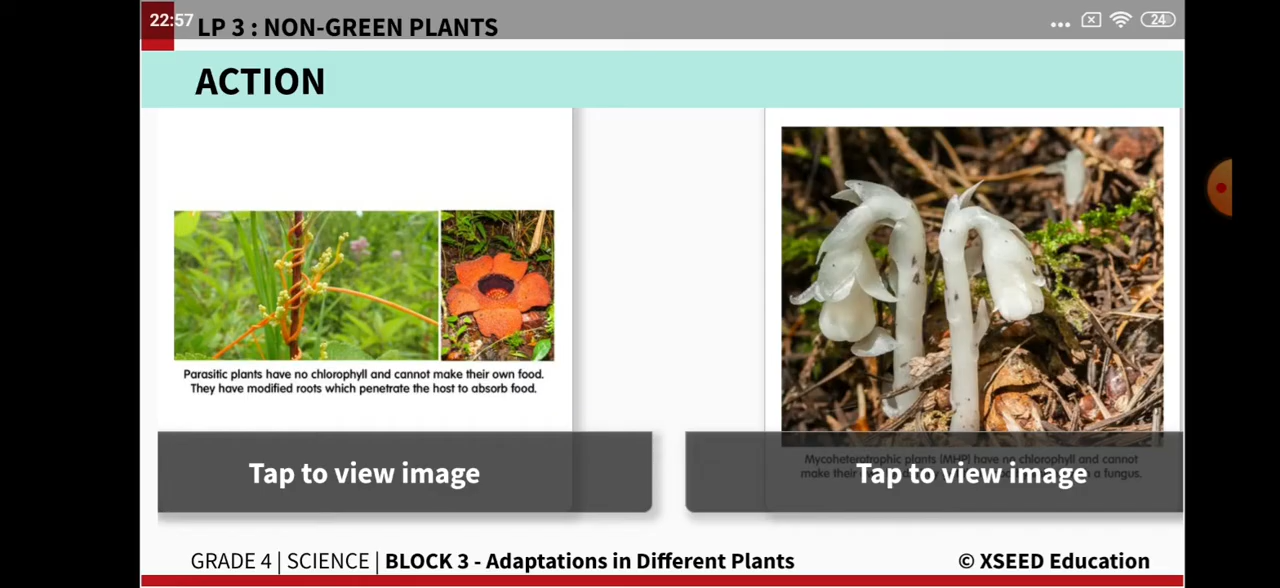 22:57
LP 3 : NON-GREEN PLANTS
24
ACTION
Parasitic plants have no chlorophyll and cannot make their own food.
They have modified roots which penetrate the host to absorb food.
Tap to view image
Mycoheterotrophic plants (MHP) have no chlorophyll and cannot
make their
a fungus.
Tap to view image
GRADE 4 | SCIENCE | BLOCK 3 - Adaptations in Different Plants
© XSEED Education